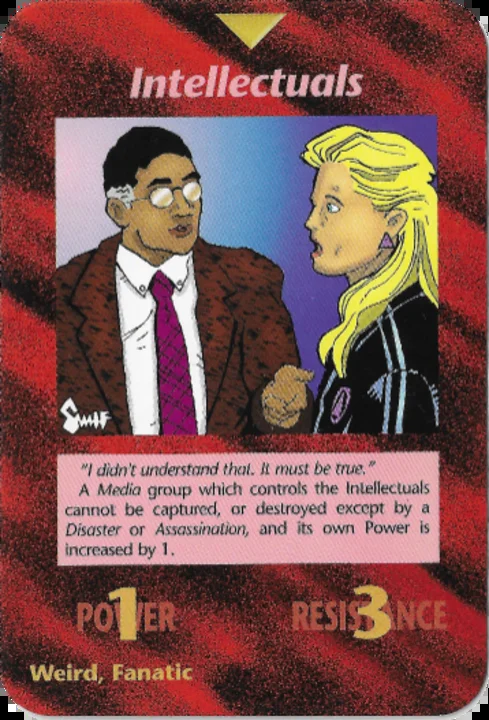 Intellectuals
SMIF
"I didn't understand that. It must be true."
A Media group which controls the Intellectuals
cannot be captured, or destroyed except by a
Disaster or Assassination, and its own Power is
increased by 1.
POWER 1
RESISTANCE 3
Weird, Fanatic